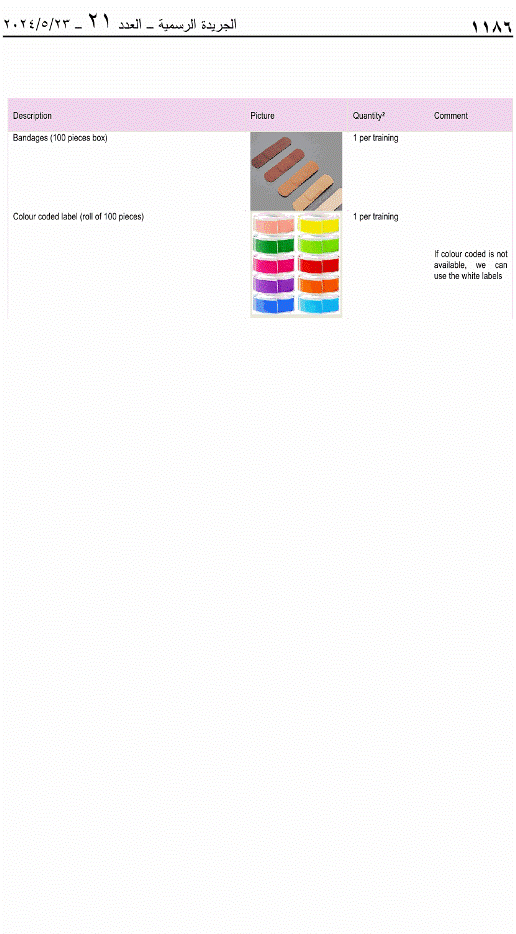 ١١٨٦ الجريدة الرسمية ـ العدد ٢١ ـ ٢٠٢٤/٥/٢٣
Description Picture Quantity² Comment
Bandages (100 pieces box) 1 per training
Colour coded label (roll of 100 pieces) 1 per training
If colour coded is not
available, we can
use the white labels